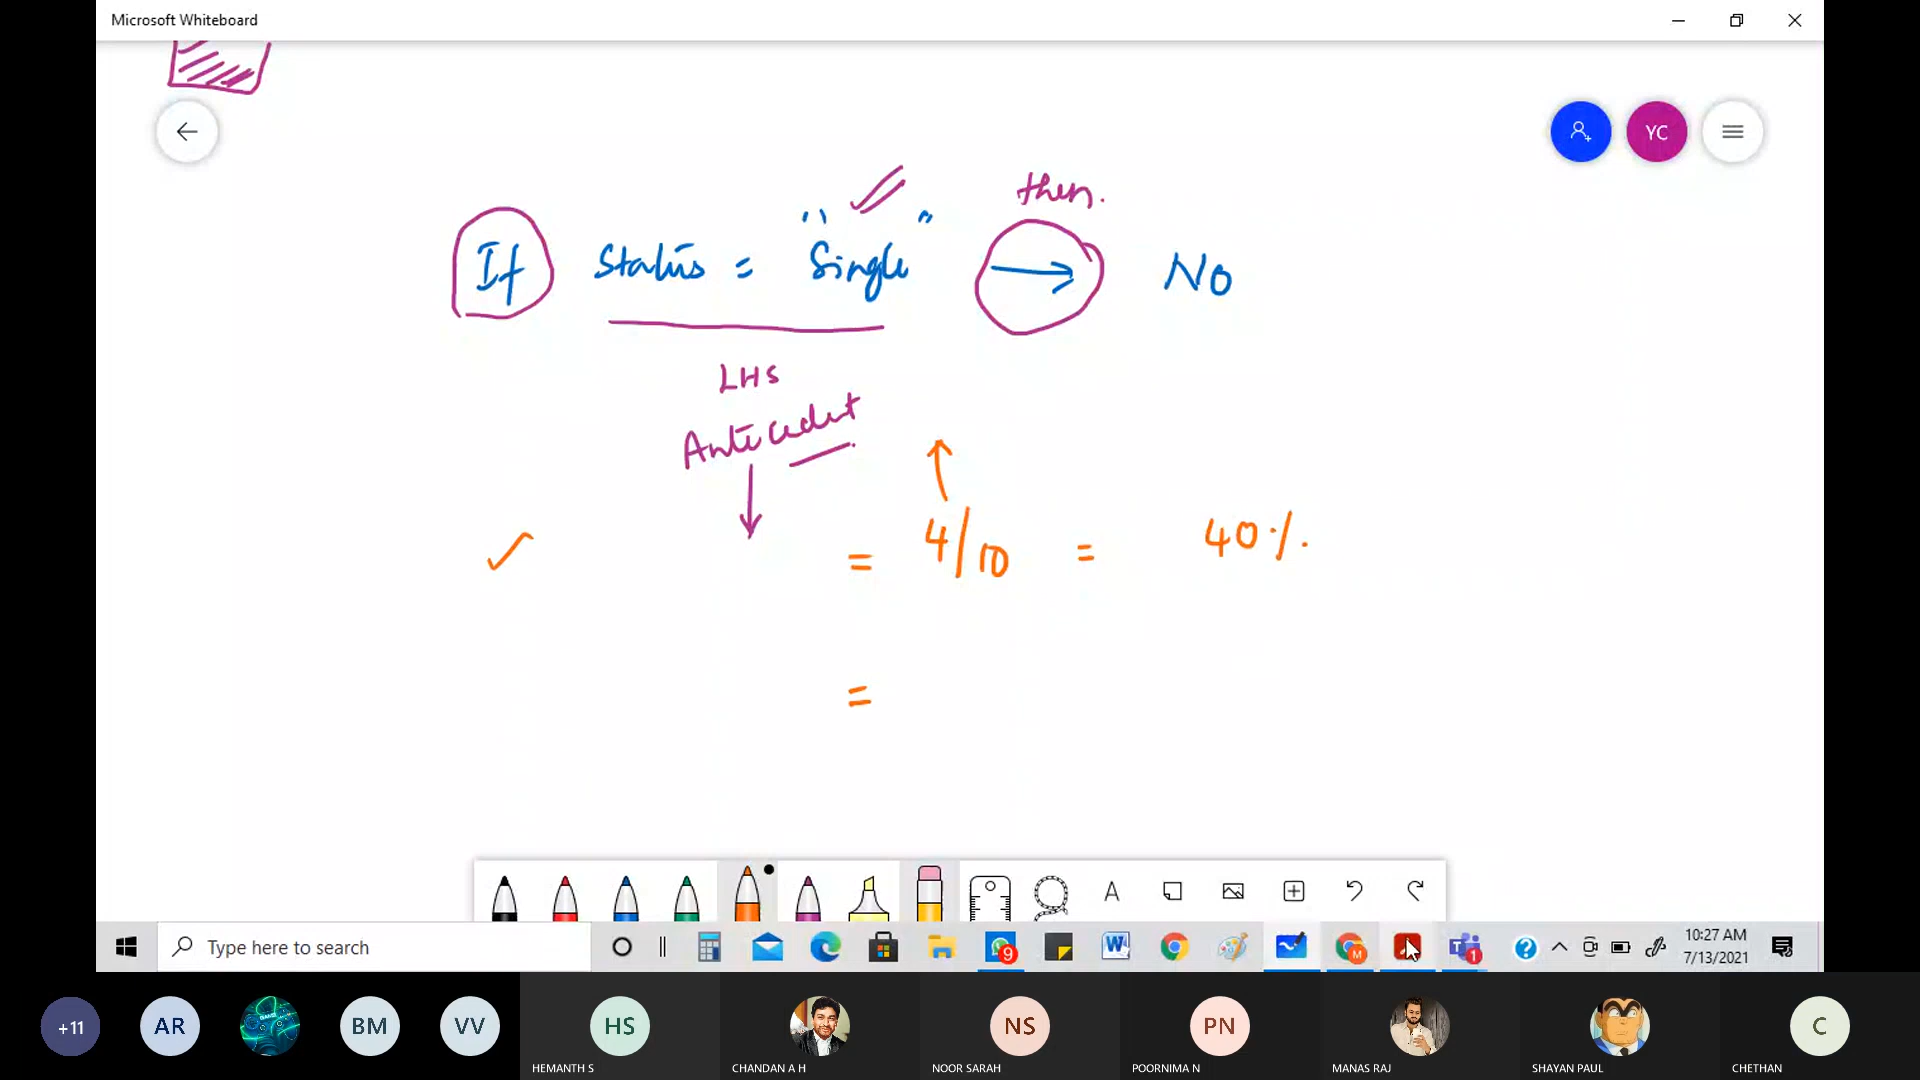 Microsoft Whiteboard
YC
then.
If Status = "Single" → No
LHS
Antecedent
= 4/10 = 40%.
=
A
Type here to search
9
W
M
T
1
?
10:27 AM
7/13/2021
+11
AR
BM
VV
HS
NS
PN
C
HEMANTH S
CHANDAN A H
NOOR SARAH
POORNIMA N
MANAS RAJ
SHAYAN PAUL
CHETHAN